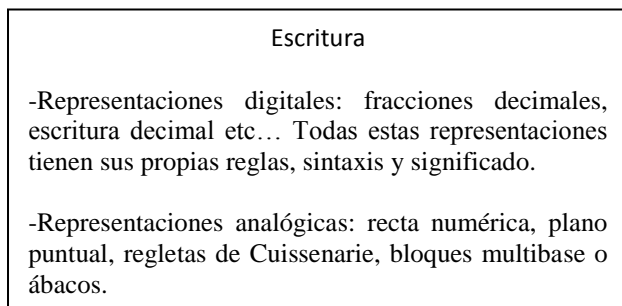 Escritura
-Representaciones digitales: fracciones decimales,
escritura decimal etc… Todas estas representaciones
tienen sus propias reglas, sintaxis y significado.
-Representaciones analógicas: recta numérica, plano
puntual, regletas de Cuissenarie, bloques multibase o
ábacos.